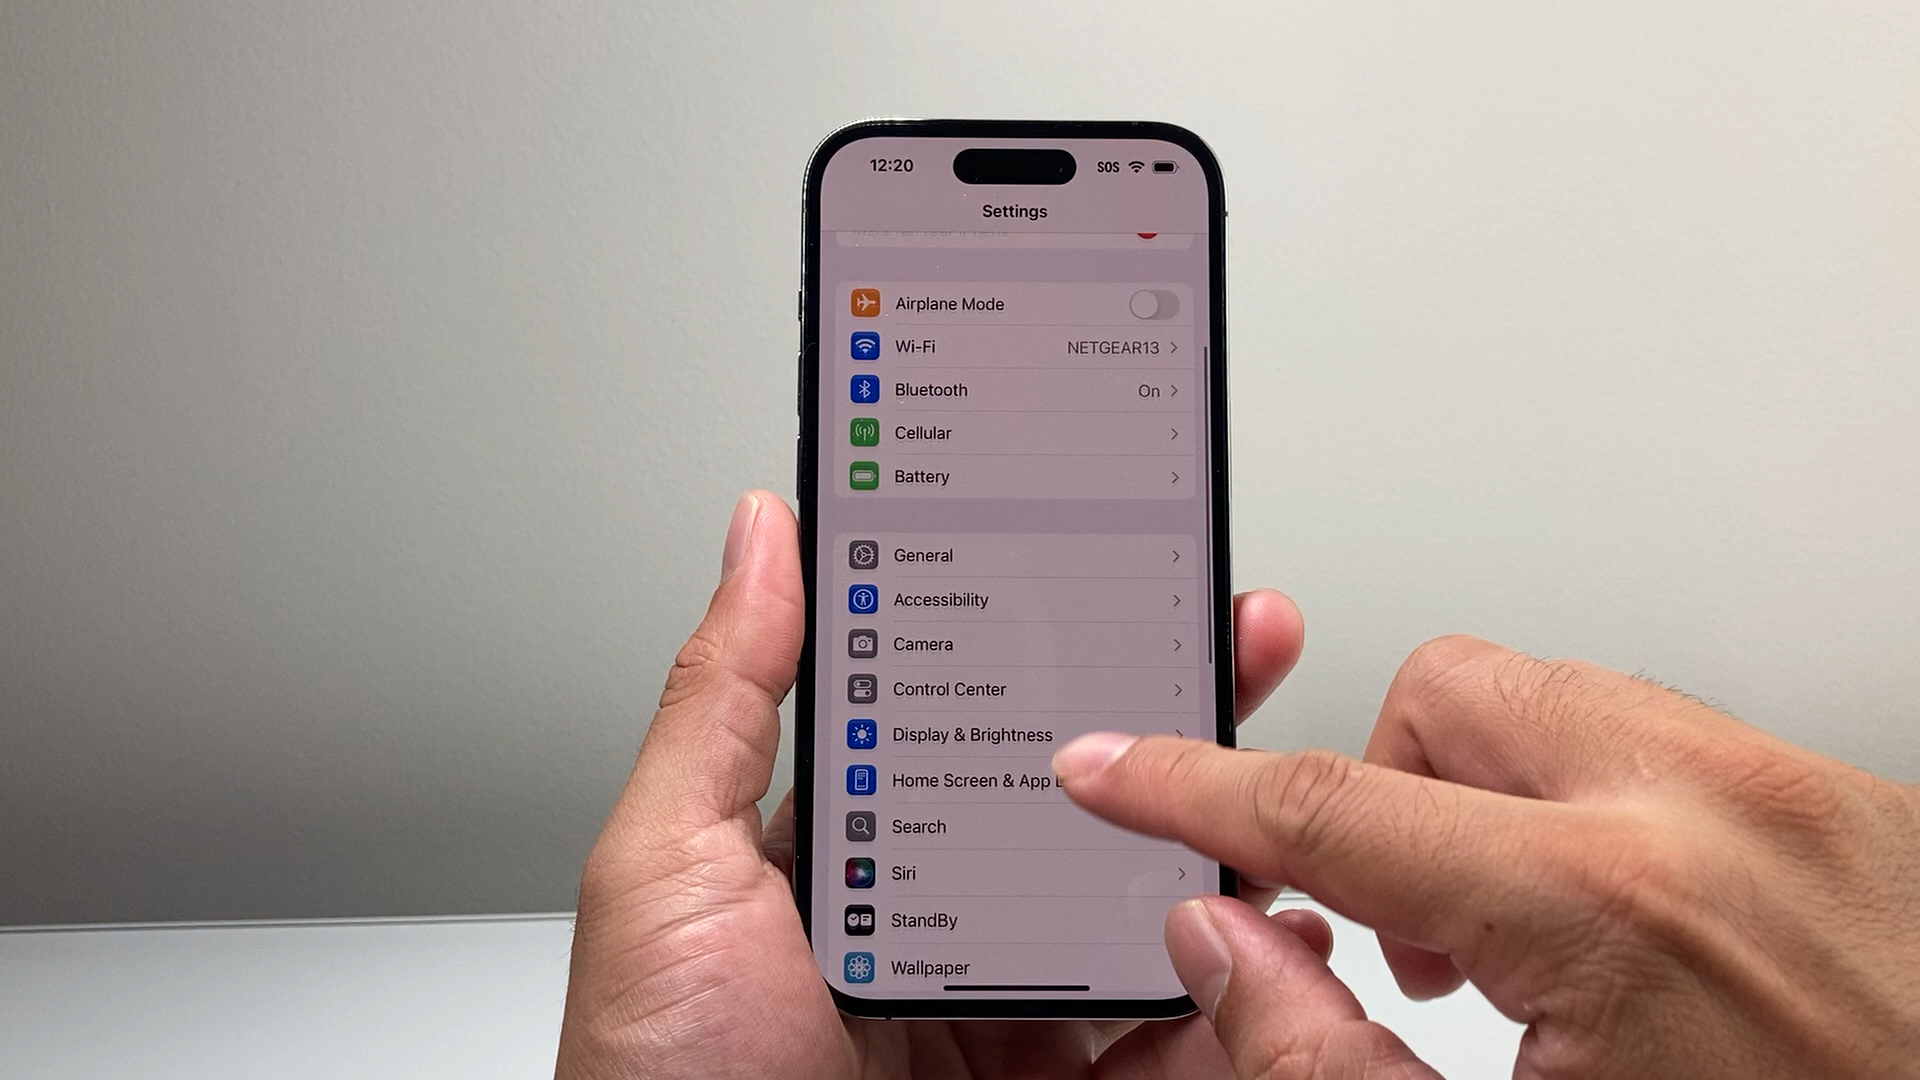 12:20
SOS
Settings
Airplane Mode
Wi-Fi NETGEAR13
Bluetooth On
Cellular
Battery
General
Accessibility
Camera
Control Center
Display & Brightness
Home Screen & App
Search
Siri
StandBy
Wallpaper